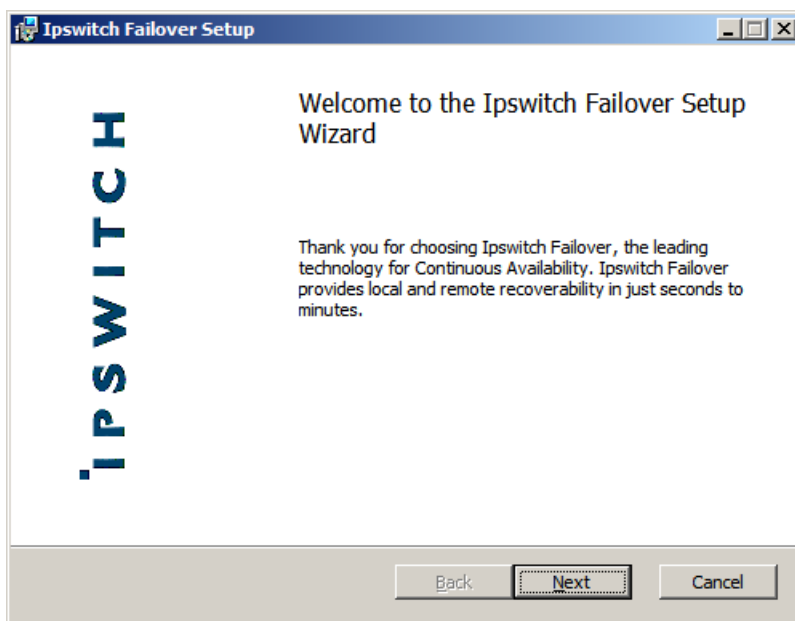 Ipswitch Failover Setup
IPSWITCH
Welcome to the Ipswitch Failover Setup
Wizard
Thank you for choosing Ipswitch Failover, the leading
technology for Continuous Availability. Ipswitch Failover
provides local and remote recoverability in just seconds to
minutes.
Back
Next
Cancel